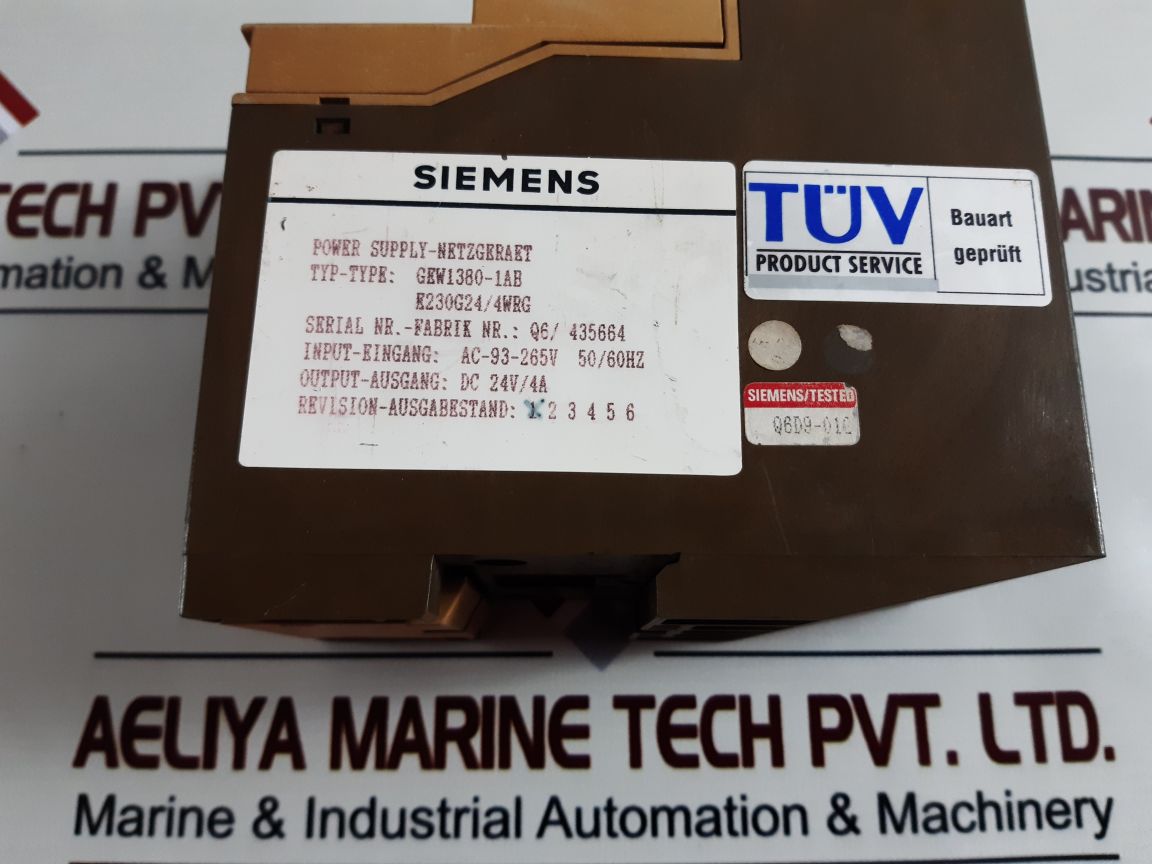 SIEMENS
POWER SUPPLY-NETZGERAET
TYP-TYPE: GEW1380-1AB
E230G24/4WRG
SERIAL NR.-FABRIK NR.: Q6/ 435664
INPUT-EINGANG: AC-93-265V 50/60HZ
OUTPUT-AUSGANG: DC 24V/4A
REVISION-AUSGABESTAND: 1 2 3 4 5 6
TÜV
PRODUCT SERVICE
Bauart
geprüft
SIEMENS/TESTED
Q6D9-01C
TECH PV
ARIN
mation & M
ustria
AELIYA MARINE TECH PVT. LTD.
Marine & Industrial Automation & Machinery